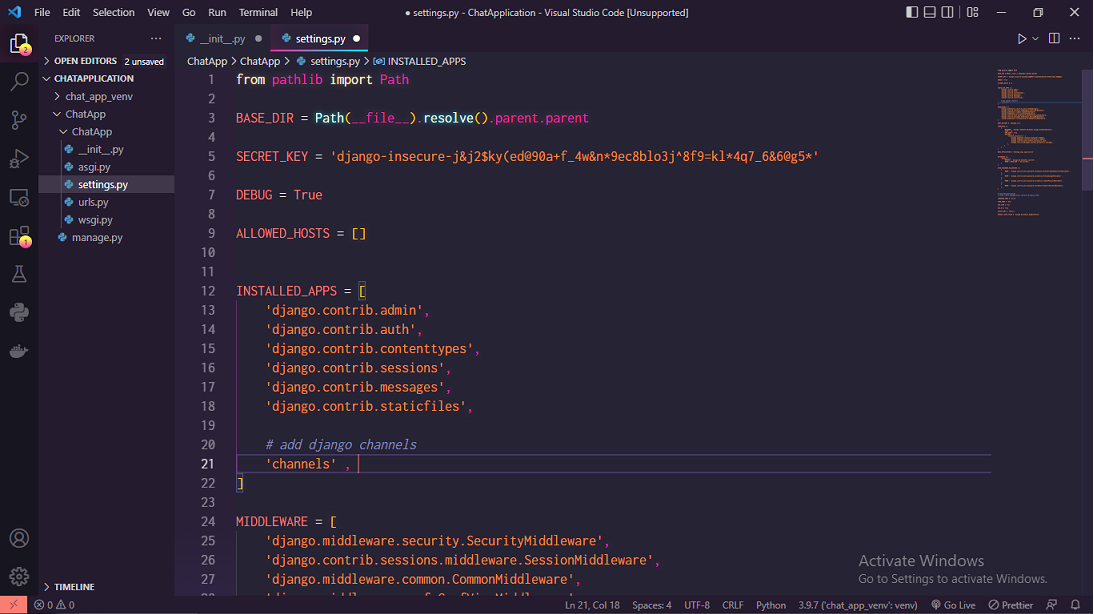 File Edit Selection View Go Run Terminal Help
● settings.py - ChatApplication - Visual Studio Code [Unsupported]
EXPLORER
OPEN EDITORS 2 unsaved
CHATAPPLICATION
chat_app_venv
ChatApp
ChatApp
__init__.py
asgi.py
settings.py
urls.py
wsgi.py
manage.py
TIMELINE
2
1
__init__.py
settings.py
ChatApp > ChatApp > settings.py > INSTALLED_APPS
1 from pathlib import Path
2
3 BASE_DIR = Path(__file__).resolve().parent.parent
4
5 SECRET_KEY = 'django-insecure-j&j2$ky(ed@90a+f_4w&n*9ec8blo3j^8f9=kl*4q7_6&6@g5*'
6
7 DEBUG = True
8
9 ALLOWED_HOSTS = []
10
11
12 INSTALLED_APPS = [
13 'django.contrib.admin',
14 'django.contrib.auth',
15 'django.contrib.contenttypes',
16 'django.contrib.sessions',
17 'django.contrib.messages',
18 'django.contrib.staticfiles',
19
20 # add django channels
21 'channels' ,
22 ]
23
24 MIDDLEWARE = [
25 'django.middleware.security.SecurityMiddleware',
26 'django.contrib.sessions.middleware.SessionMiddleware',
27 'django.middleware.common.CommonMiddleware',
Activate Windows
Go to Settings to activate Windows.
0 0 Ln 21, Col 18 Spaces: 4 UTF-8 CRLF Python 3.9.7 ('chat_app_venv': venv) Go Live Prettier